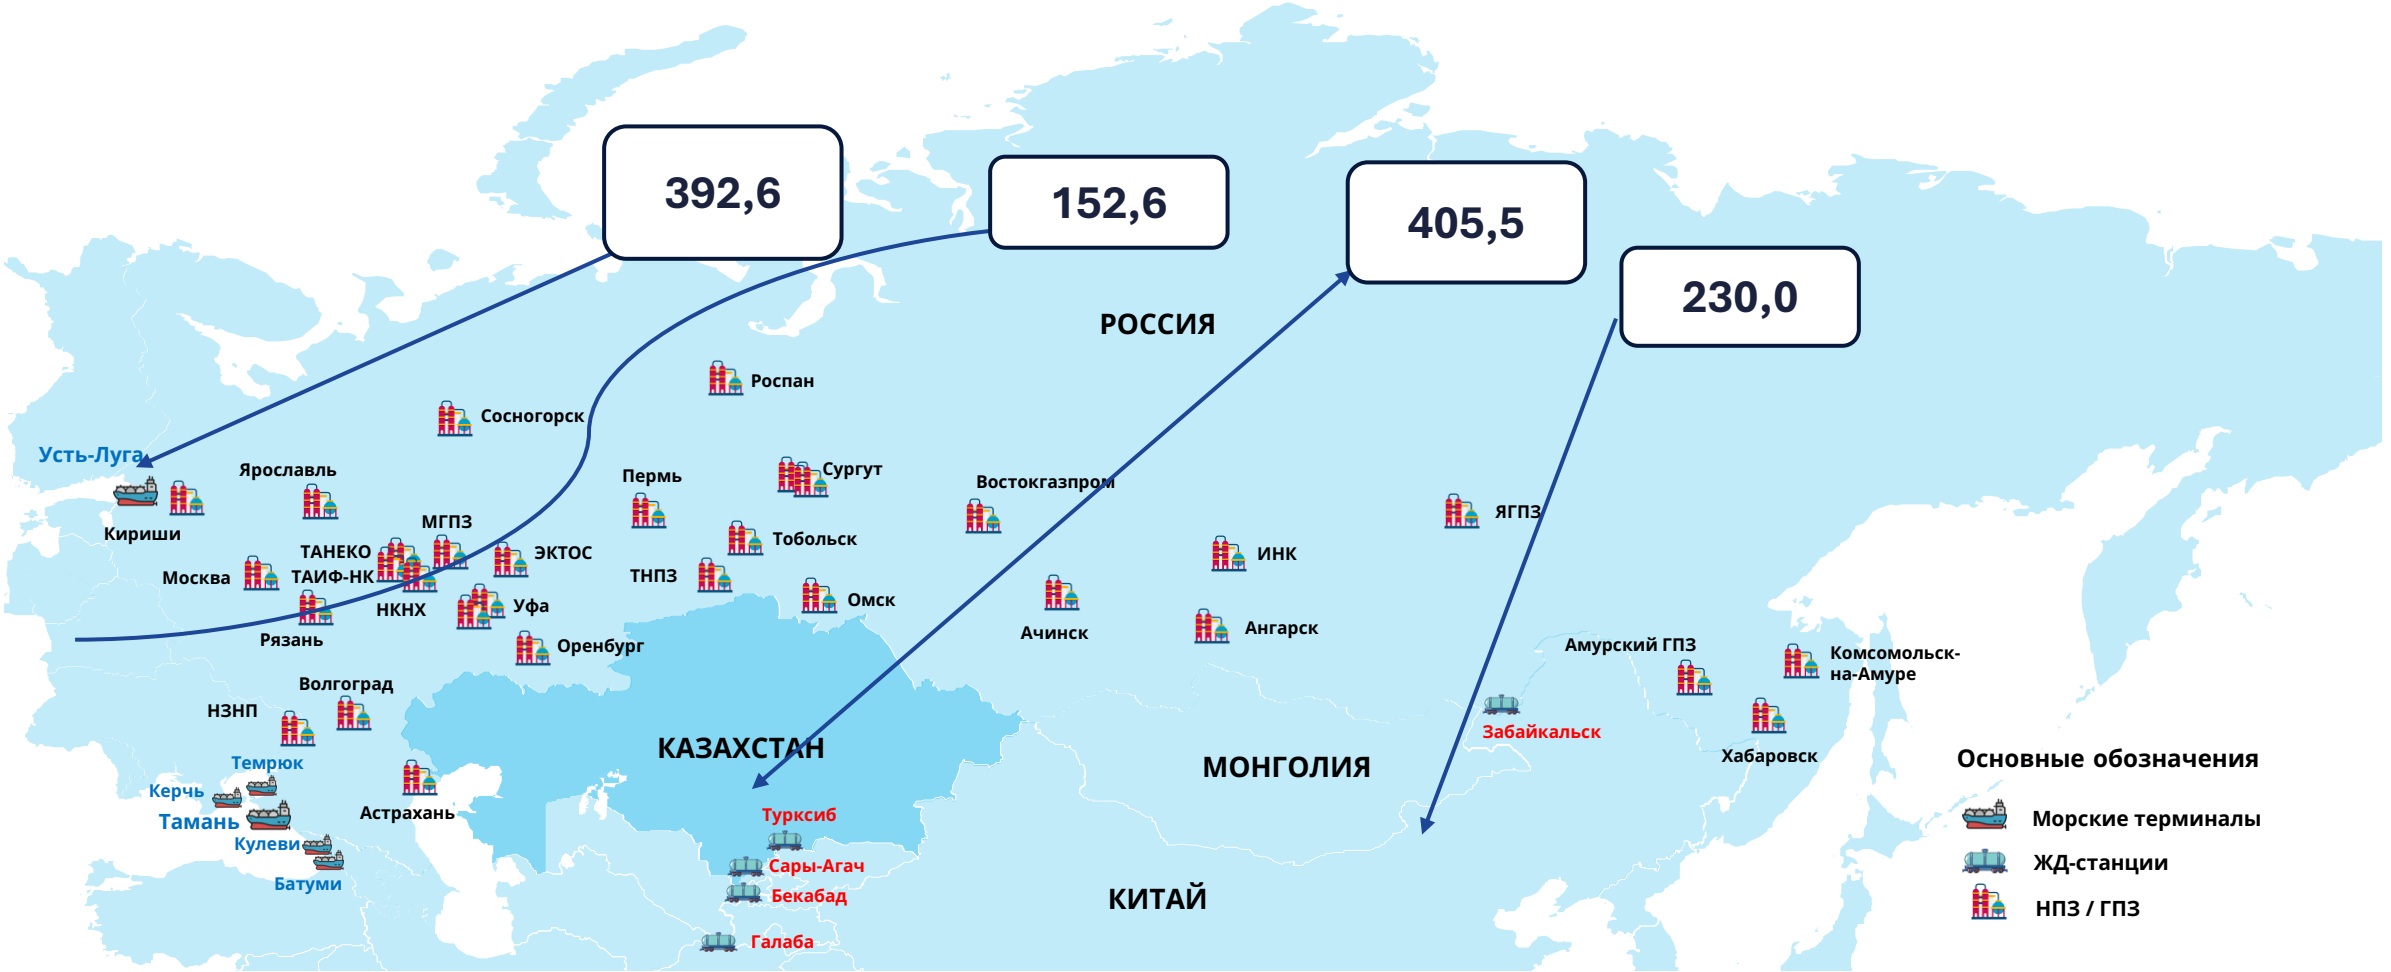 392,6
152,6
405,5
230,0
РОССИЯ
Роспан
Сосногорск
Усть-Луга
Ярославль
Пермь
Сургут
Востокгазпром
ЯГПЗ
Кириши
МГПЗ
ТАНЕКО
ЭКТОС
Тобольск
ИНК
Москва
ТАИФ-НК
ТНПЗ
НКНХ
Уфа
Омск
Рязань
Оренбург
Ачинск
Ангарск
Амурский ГПЗ
Комсомольск-
на-Амуре
Волгоград
НЗНП
Забайкальск
КАЗАХСТАН
МОНГОЛИЯ
Хабаровск
Темрюк
Керчь
Тамань
Астрахань
Турксиб
Кулеви
Сары-Агач
Батуми
Бекабад
КИТАЙ
Галаба
Основные обозначения
Морские терминалы
ЖД-станции
НПЗ / ГПЗ